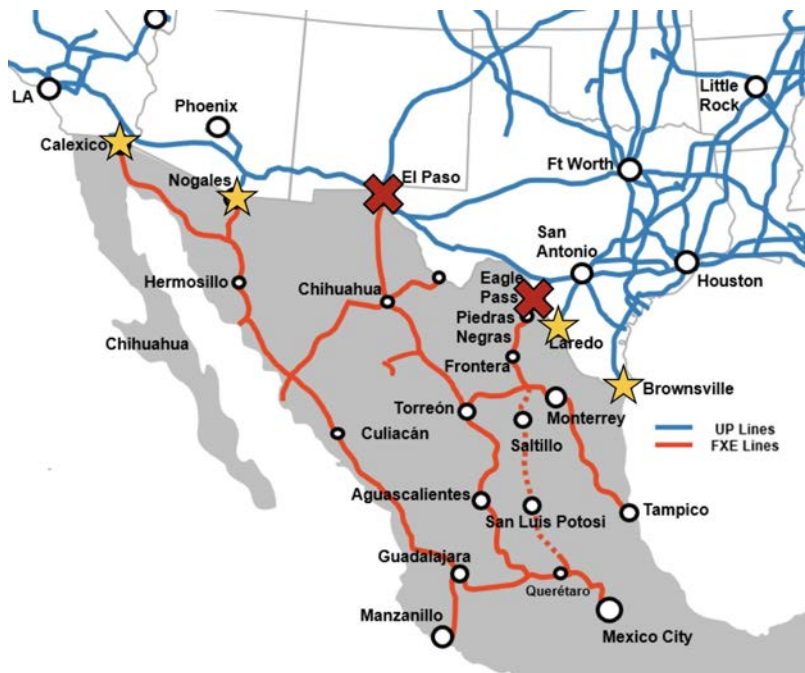 LA
Phoenix
Little
Rock
Calexico
Nogales
El Paso
Ft Worth
San
Antonio
Houston
Hermosillo
Chihuahua
Eagle
Pass
Piedras
Negras
Laredo
Chihuahua
Frontera
Brownsville
Torreón
Monterrey
UP Lines
FXE Lines
Culiacán
Saltillo
Aguascalientes
San Luis Potosi
Tampico
Guadalajara
Querétaro
Manzanillo
Mexico City